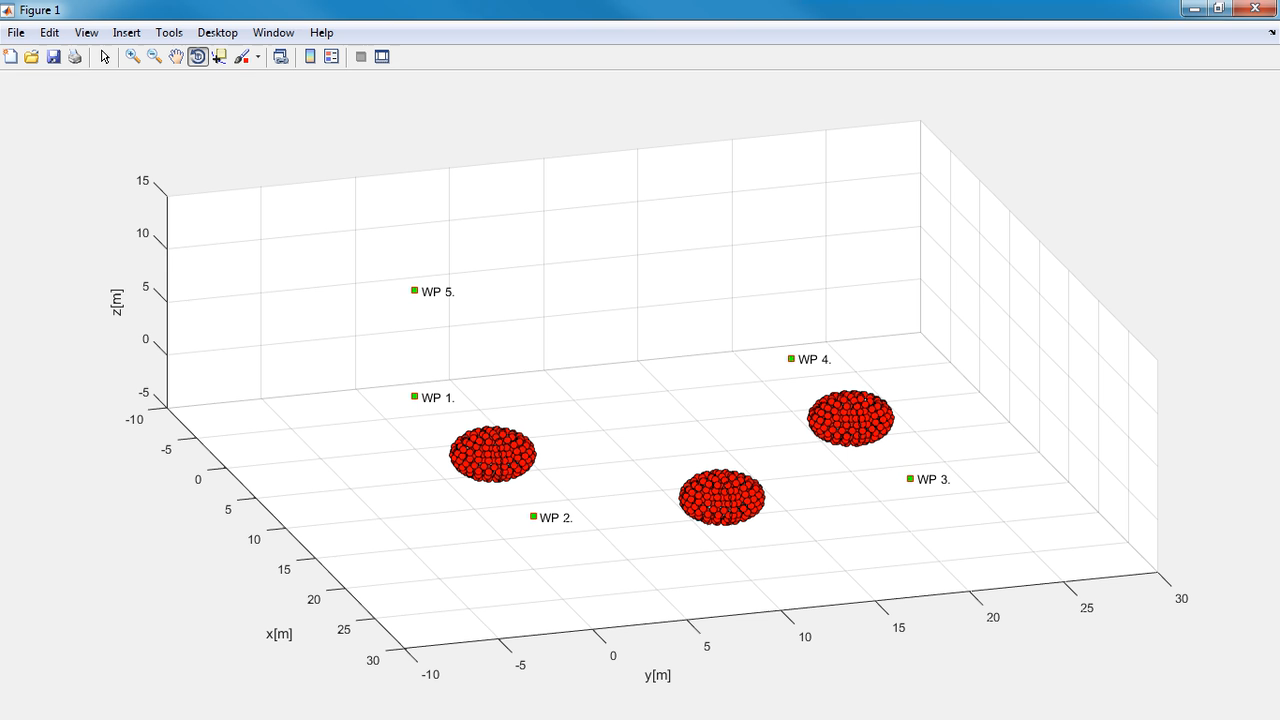 Figure 1
File Edit View Insert Tools Desktop Window Help
15
10
5
0
-5
z[m]
WP 5.
WP 4.
WP 1.
WP 3.
WP 2.
-10
-5
0
5
10
15
20
25
30
x[m]
-10
-5
0
5
10
15
20
25
30
y[m]